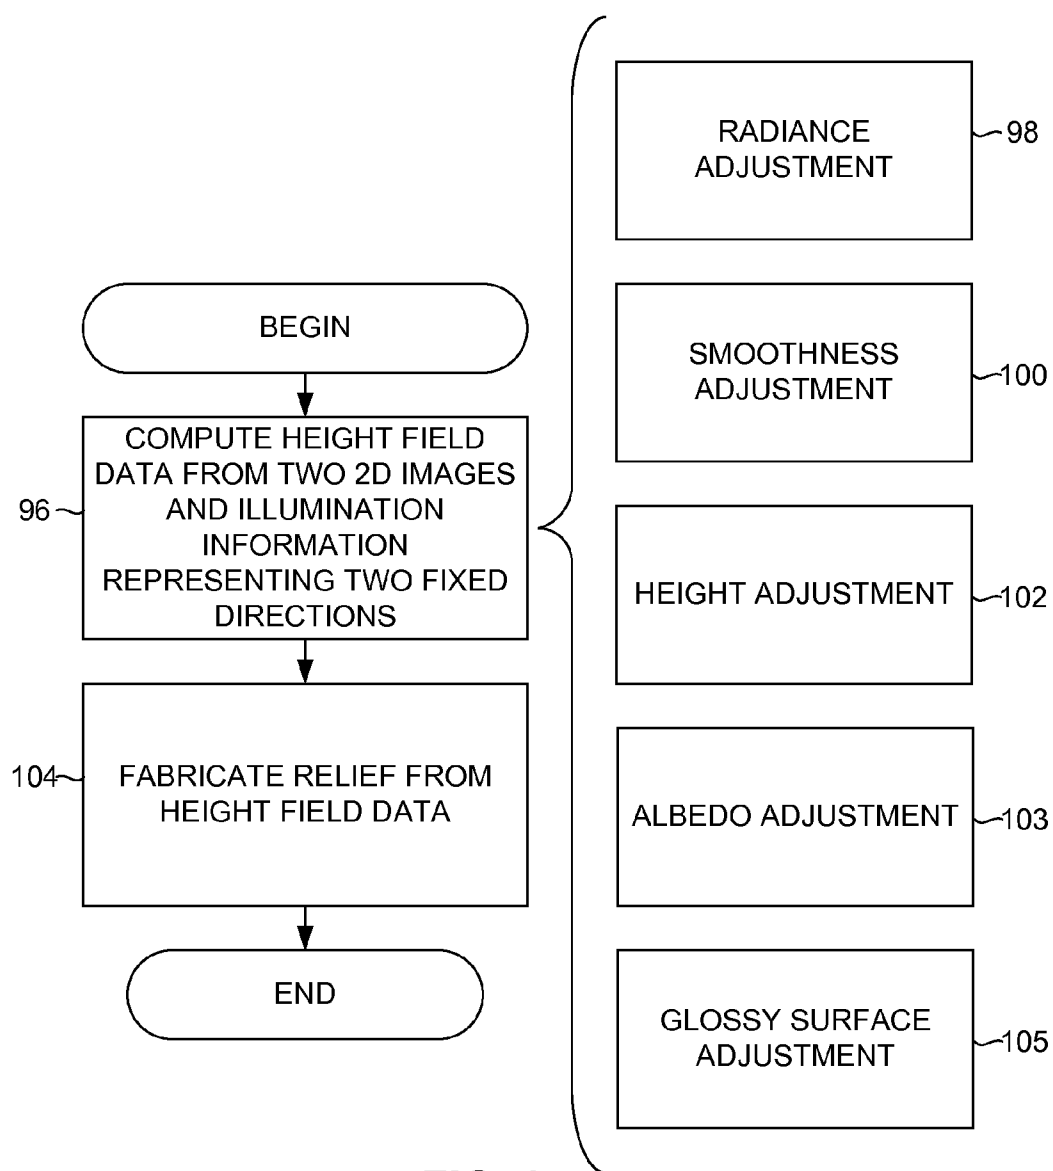 BEGIN
COMPUTE HEIGHT FIELD
DATA FROM TWO 2D IMAGES
AND ILLUMINATION
INFORMATION
REPRESENTING TWO FIXED
DIRECTIONS
96
FABRICATE RELIEF FROM
HEIGHT FIELD DATA
104
END
RADIANCE
ADJUSTMENT
98
SMOOTHNESS
ADJUSTMENT
100
HEIGHT ADJUSTMENT
102
ALBEDO ADJUSTMENT
103
GLOSSY SURFACE
ADJUSTMENT
105